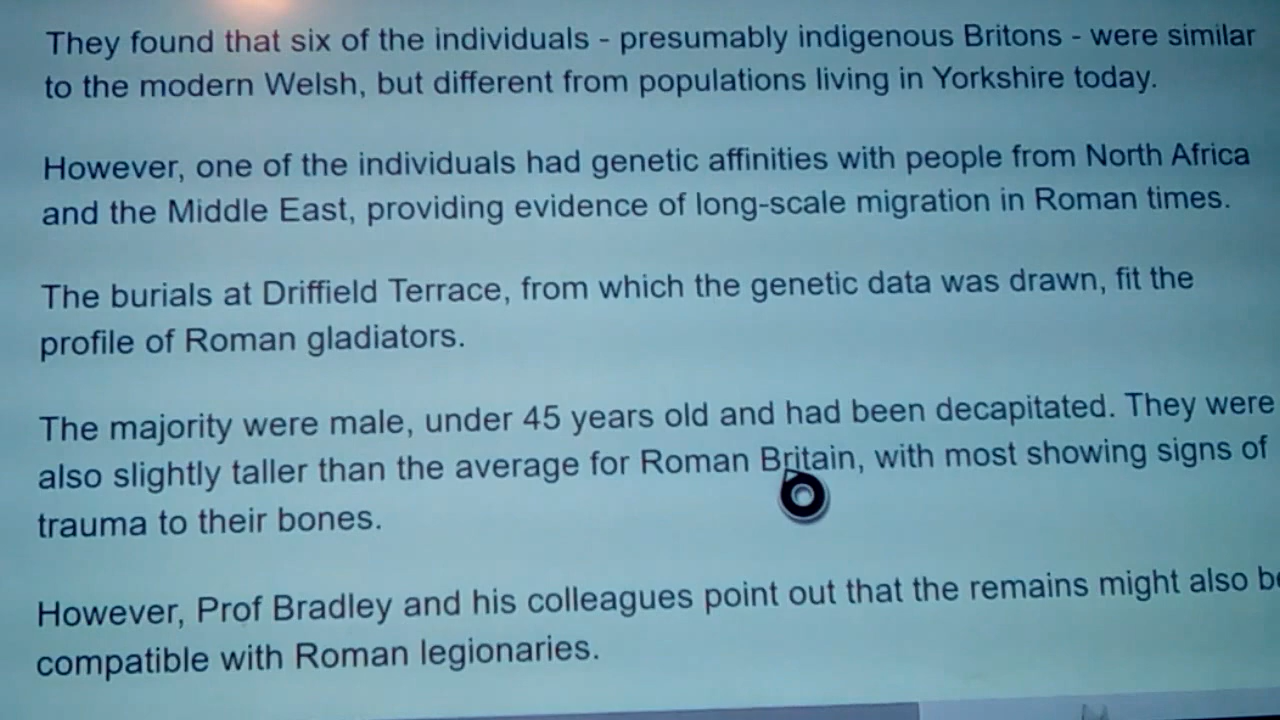 They found that six of the individuals - presumably indigenous Britons - were similar
to the modern Welsh, but different from populations living in Yorkshire today.
However, one of the individuals had genetic affinities with people from North Africa
and the Middle East, providing evidence of long-scale migration in Roman times.
The burials at Driffield Terrace, from which the genetic data was drawn, fit the
profile of Roman gladiators.
The majority were male, under 45 years old and had been decapitated. They were
also slightly taller than the average for Roman Britain, with most showing signs of
trauma to their bones.
However, Prof Bradley and his colleagues point out that the remains might also be
compatible with Roman legionaries.